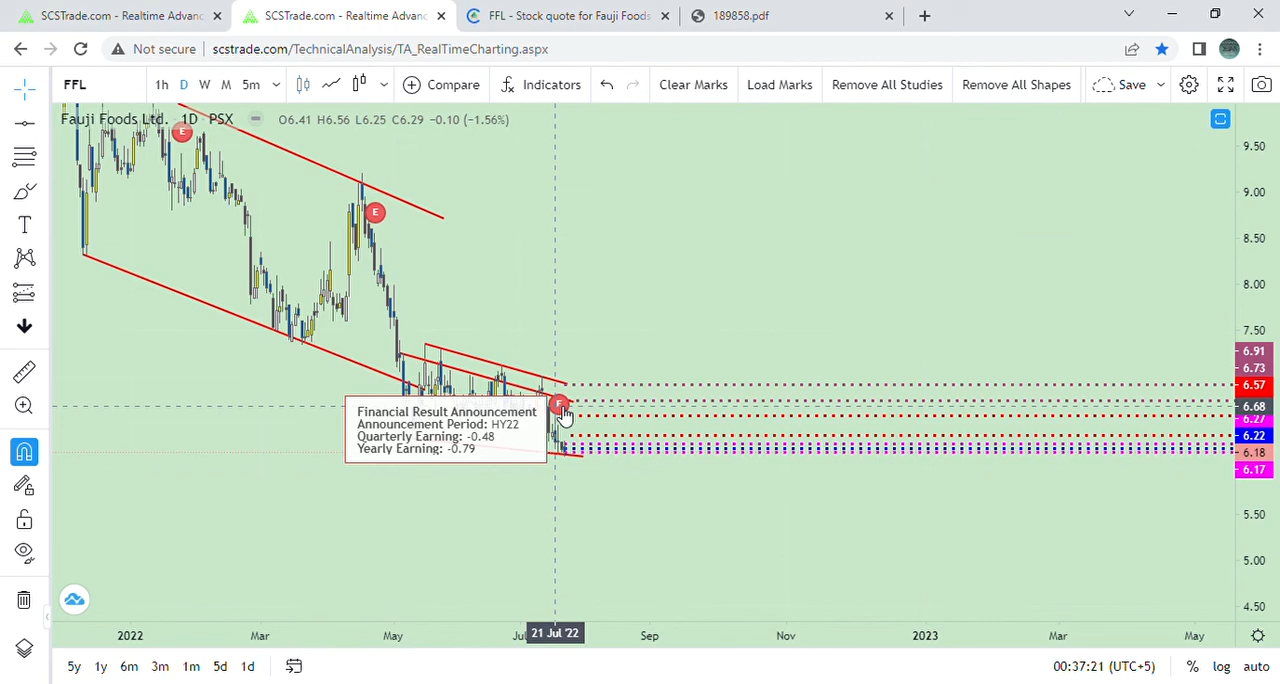 SCSTrade.com - Realtime Advanc
SCSTrade.com - Realtime Advanc
FFL - Stock quote for Fauji Foods
189858.pdf
Not secure
scstrade.com/TechnicalAnalysis/TA_RealTimeCharting.aspx
FFL
1h D W M 5m
Compare
Indicators
Clear Marks
Load Marks
Remove All Studies
Remove All Shapes
Save
Fauji Foods Ltd. 1D PSX
O6.41 H6.56 L6.25 C6.29 -0.10 (-1.56%)
E
E
E
Financial Result Announcement
Announcement Period: HY22
Quarterly Earning: -0.48
Yearly Earning: -0.79
9.50
9.00
8.50
8.00
7.50
6.91
6.73
6.57
6.68
6.27
6.22
6.18
6.17
5.50
5.00
4.50
2022
Mar
May
Jul
21 Jul '22
Sep
Nov
2023
Mar
May
5y 1y 6m 3m 1m 5d 1d
00:37:21 (UTC+5)
% log auto